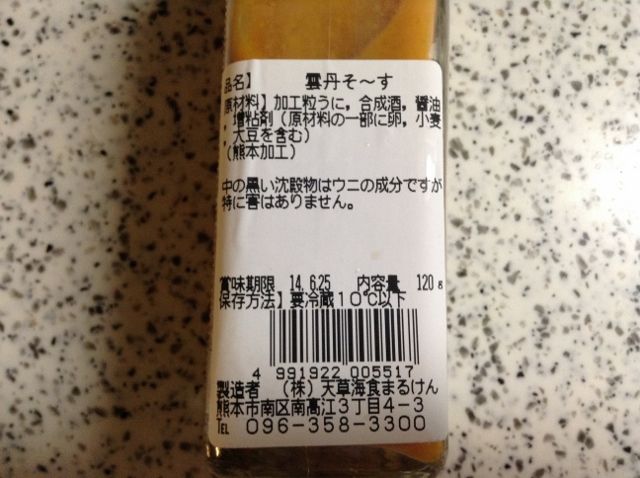 品名】 雲丹そ〜す
原材料】加工粒うに，合成酒，醤油
，増粘剤（原材料の一部に卵，小麦
，大豆を含む）
（熊本加工）
中の黒い沈殿物はウニの成分ですが
特に害はありません。
賞味期限 14.6.25 内容量 120g
保存方法】要冷蔵10℃以下
4 991922 005517
製造者 （株）天草海食まるけん
熊本市南区南高江3丁目4-3
TEL 096-358-3300